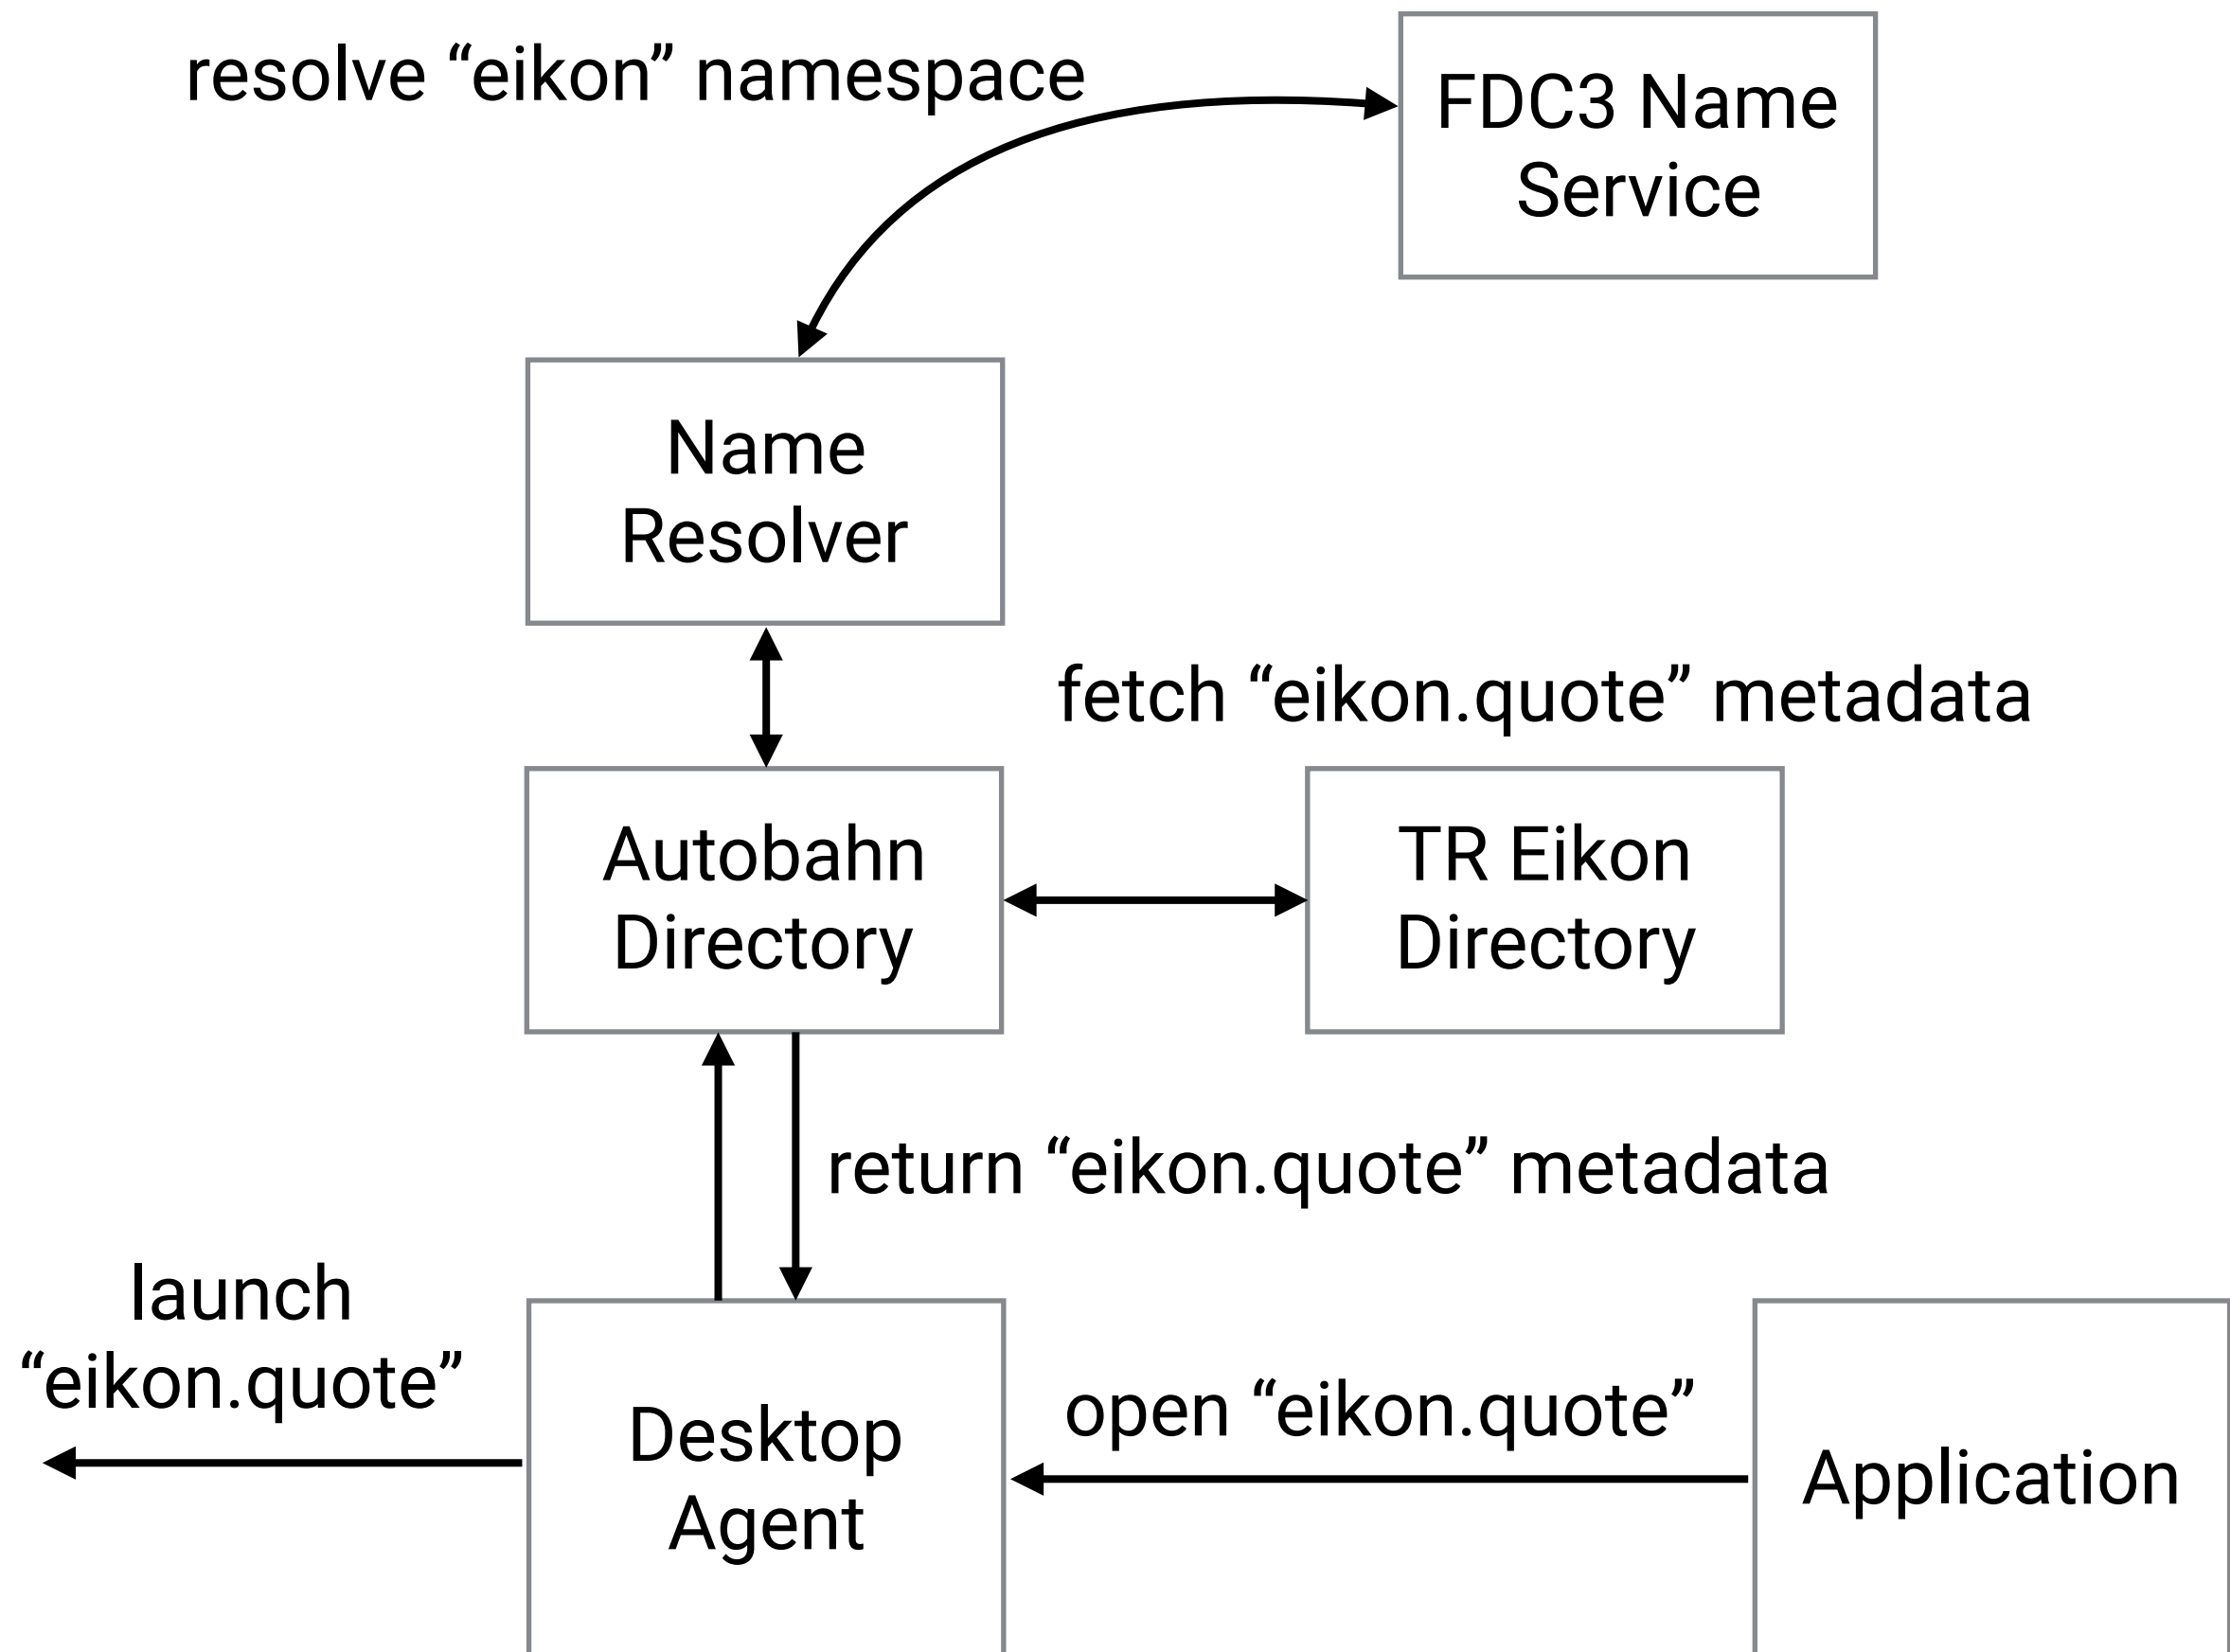 resolve “eikon” namespace
FDC3 Name
Service
Name
Resolver
fetch “eikon.quote” metadata
Autobahn
Directory
TR Eikon
Directory
return “eikon.quote” metadata
launch
“eikon.quote”
Desktop
Agent
open “eikon.quote”
Application